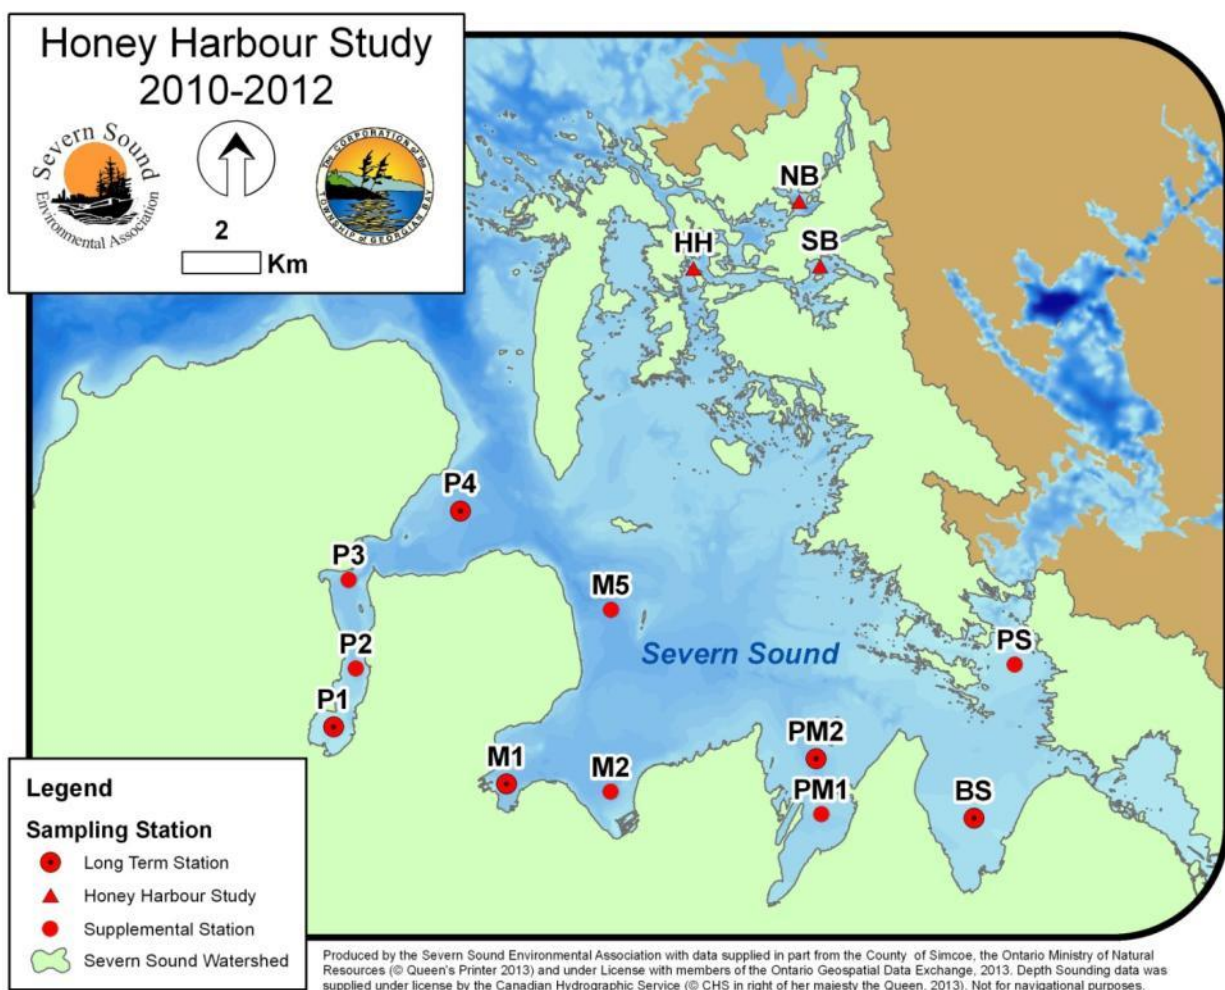 Honey Harbour Study
2010-2012
Severn Sound
Environmental Association
The CORPORATION of the
TOWNSHIP of GEORGIAN BAY
2
Km
NB
HH
SB
P4
P3
M5
Severn Sound
PS
P2
P1
PM2
M1
M2
PM1
BS
Legend
Sampling Station
Long Term Station
Honey Harbour Study
Supplemental Station
Severn Sound Watershed
Produced by the Severn Sound Environmental Association with data supplied in part from the County of Simcoe, the Ontario Ministry of Natural
Resources (© Queen's Printer 2013) and under License with members of the Ontario Geospatial Data Exchange, 2013. Depth Sounding data was
supplied under license by the Canadian Hydrographic Service (© CHS in right of her majesty the Queen, 2013). Not for navigational purposes.